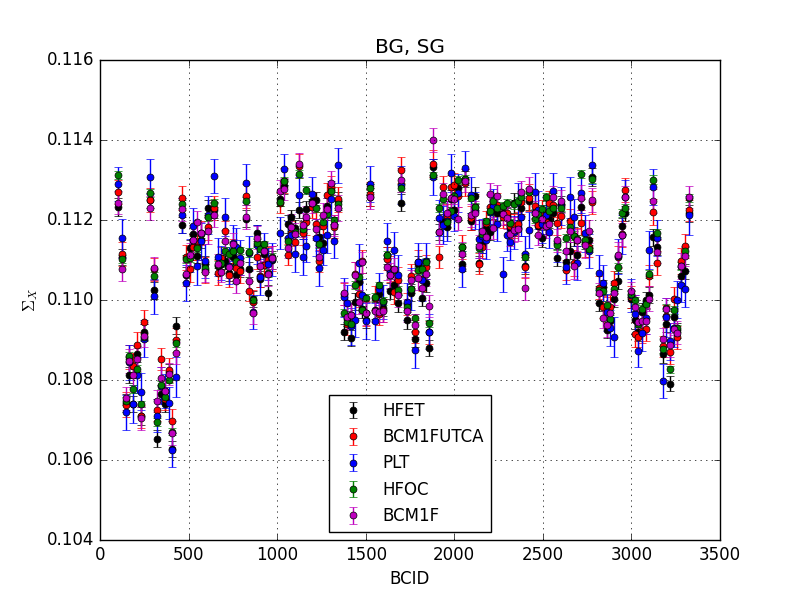 BG, SG
0.116
0.114
0.112
0.110
0.108
0.106
0.104
Σ_X
HFET
BCM1FUTCA
PLT
HFOC
BCM1F
0 500 1000 1500 2000 2500 3000 3500
BCID